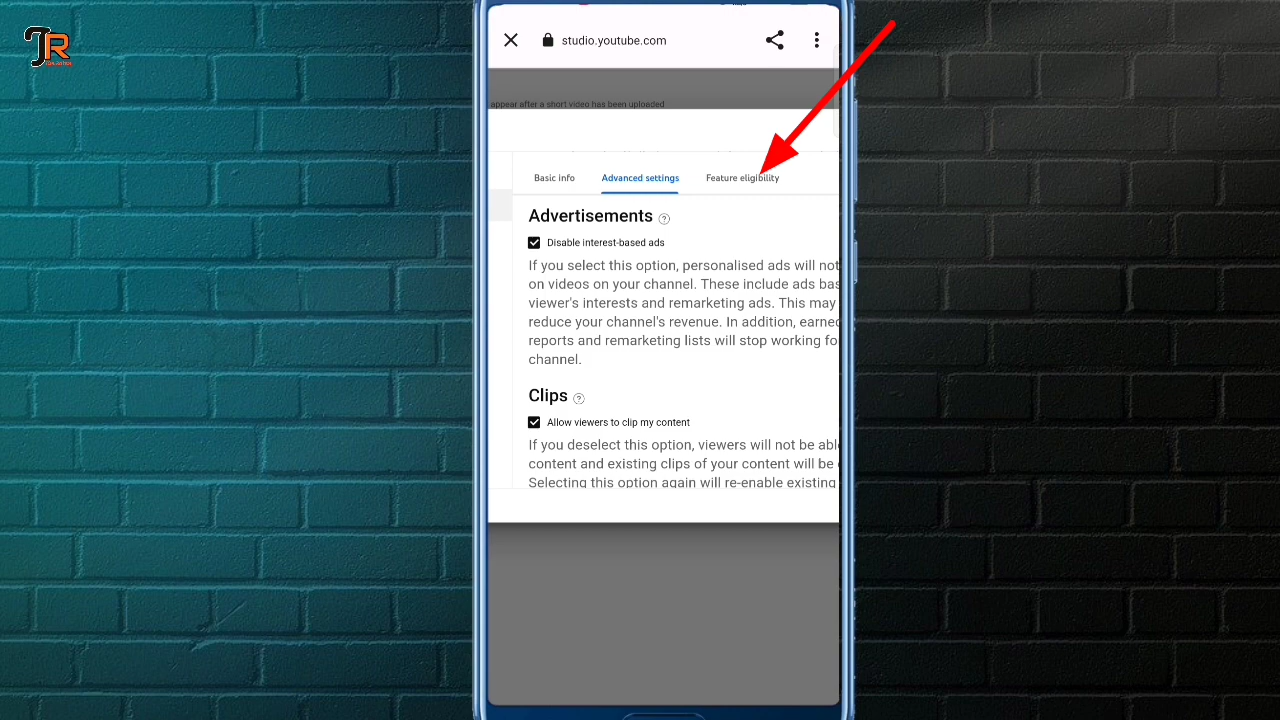 JR
studio.youtube.com
appear after a short video has been uploaded
Basic info
Advanced settings
Feature eligibility
Advertisements
Disable interest-based ads
If you select this option, personalised ads will not
on videos on your channel. These include ads bas
viewer's interests and remarketing ads. This may
reduce your channel's revenue. In addition, earned
reports and remarketing lists will stop working fo
channel.
Clips
Allow viewers to clip my content
If you deselect this option, viewers will not be abl
content and existing clips of your content will be
Selecting this option again will re-enable existing